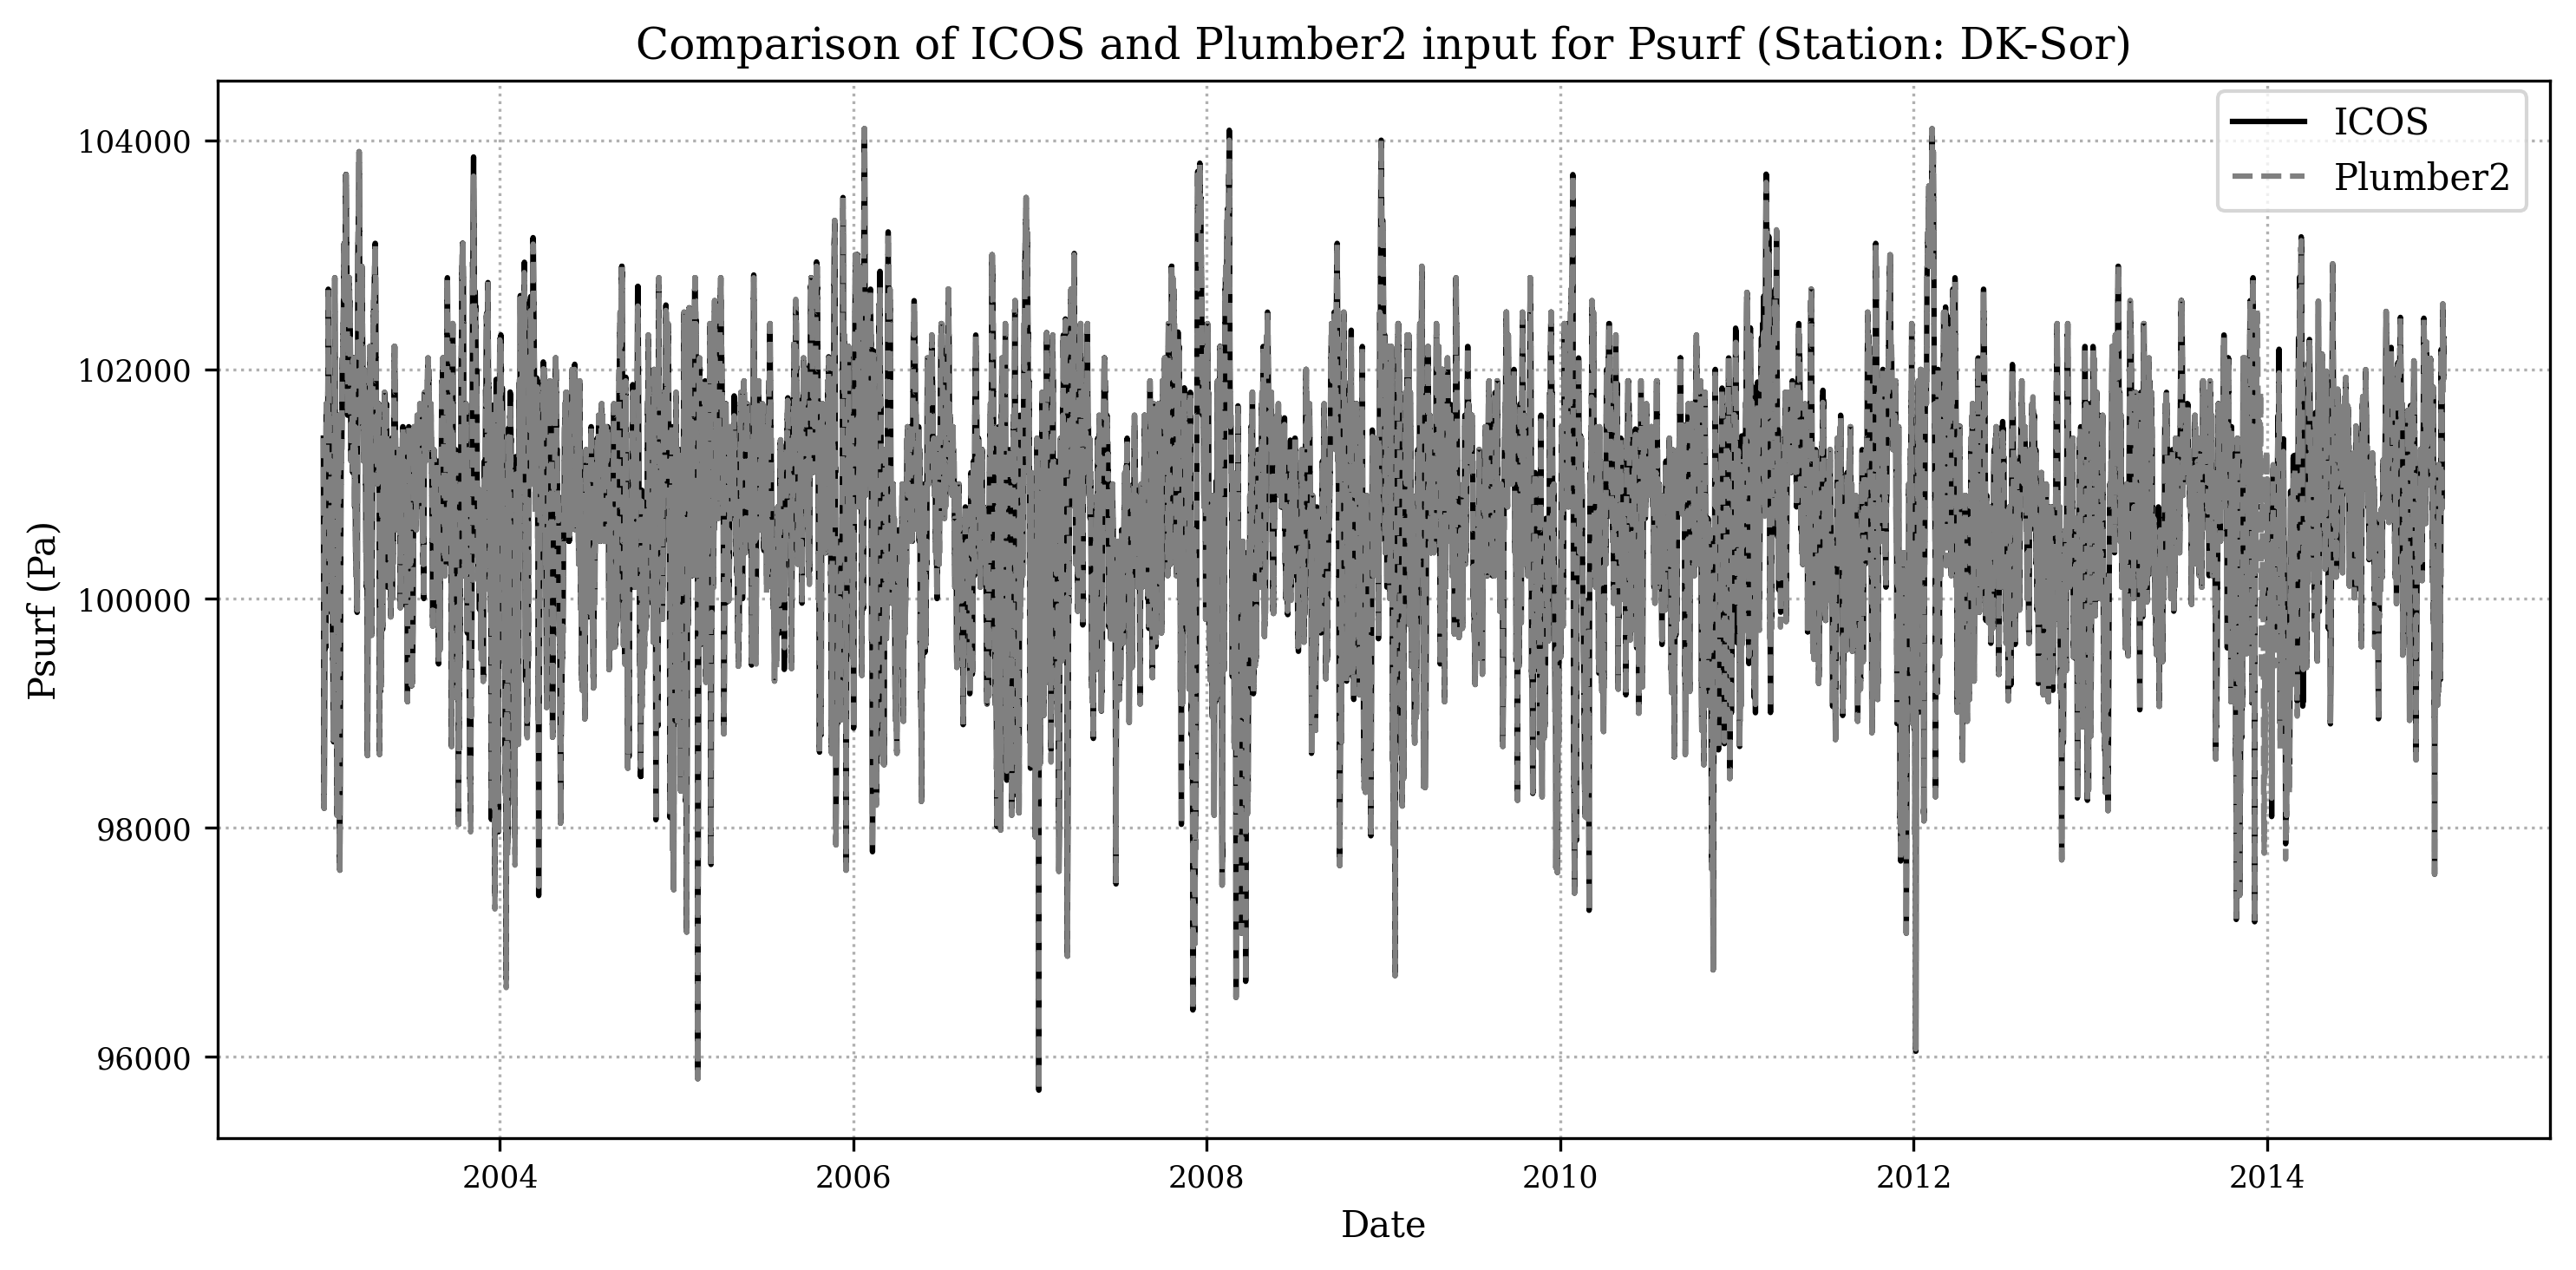 Comparison of ICOS and Plumber2 input for Psurf (Station: DK-Sor)
ICOS
Plumber2
104000
102000
100000
98000
96000
Psurf (Pa)
2004 2006 2008 2010 2012 2014
Date